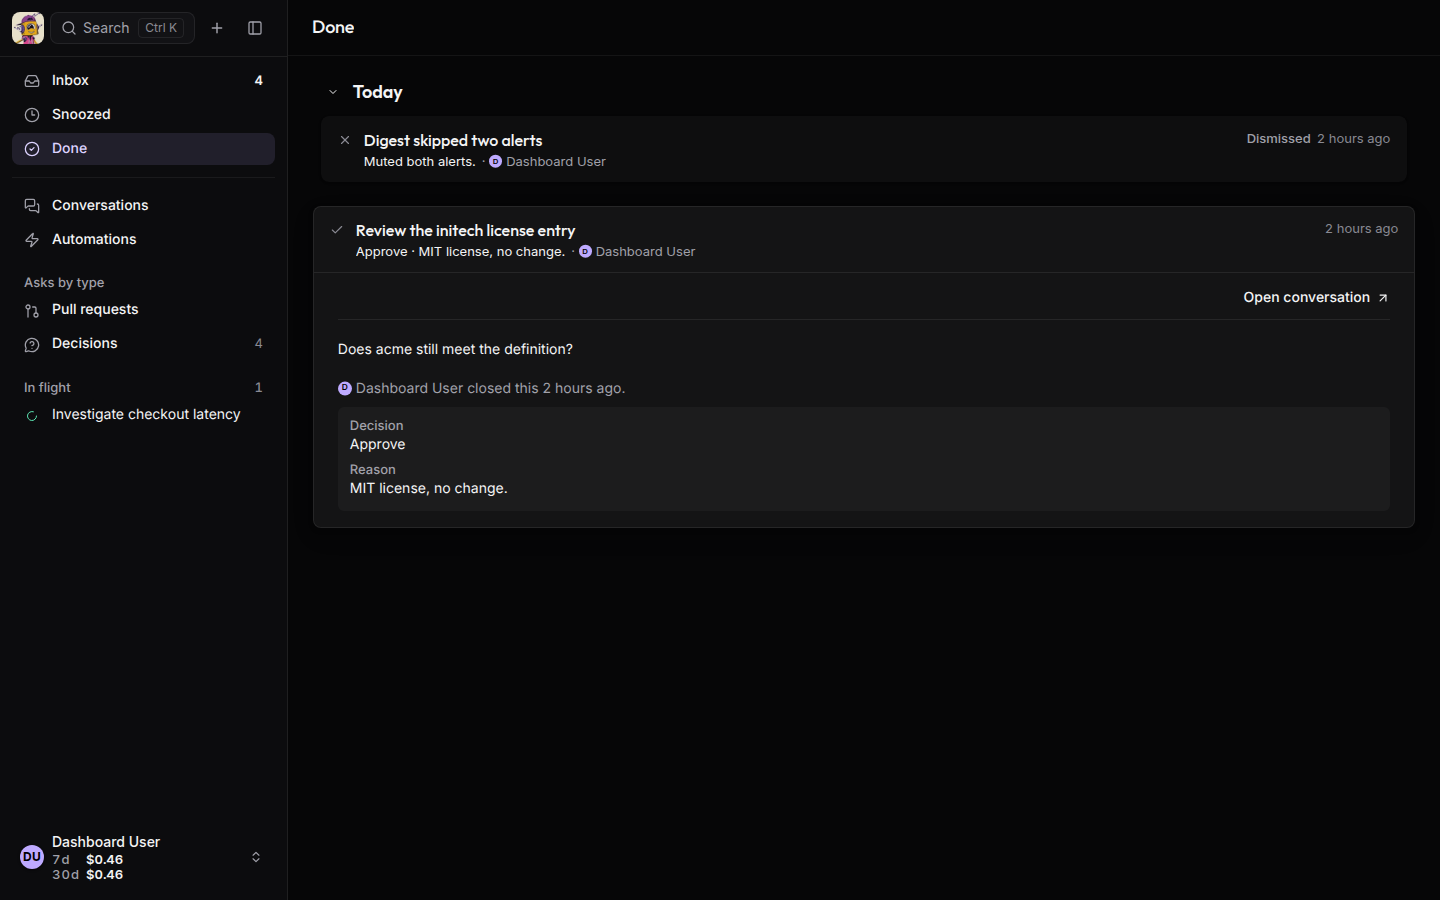 Search Ctrl K
Done
Inbox 4
Snoozed
Done
Conversations
Automations
Asks by type
Pull requests
Decisions 4
In flight 1
Investigate checkout latency
Dashboard User
DU
7d $0.46
30d $0.46
Today
Digest skipped two alerts
Dismissed 2 hours ago
Muted both alerts. · D Dashboard User
Review the initech license entry
2 hours ago
Approve · MIT license, no change. · D Dashboard User
Open conversation
Does acme still meet the definition?
D Dashboard User closed this 2 hours ago.
Decision
Approve
Reason
MIT license, no change.